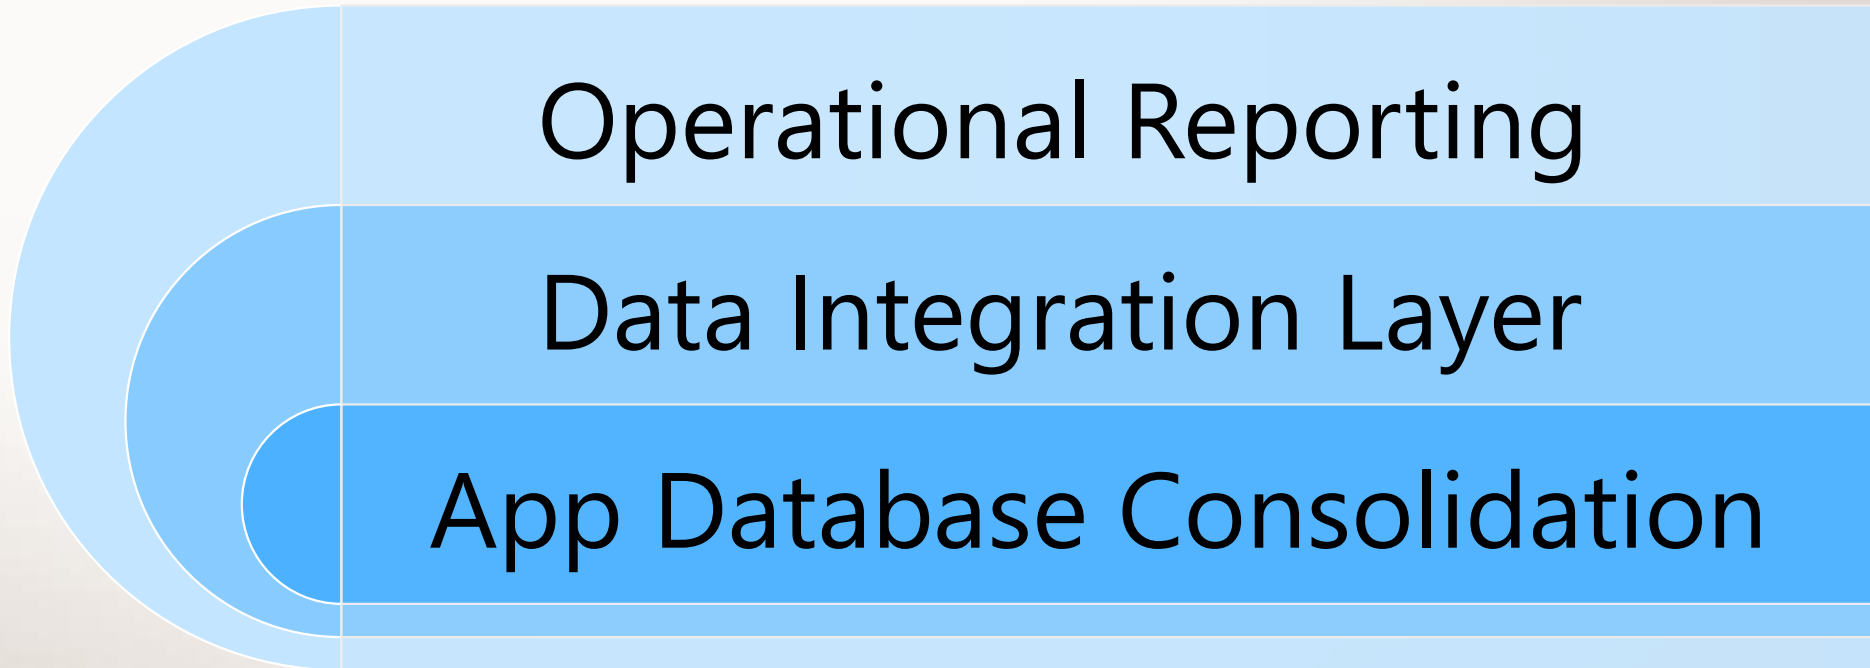 Operational Reporting
Data Integration Layer
App Database Consolidation